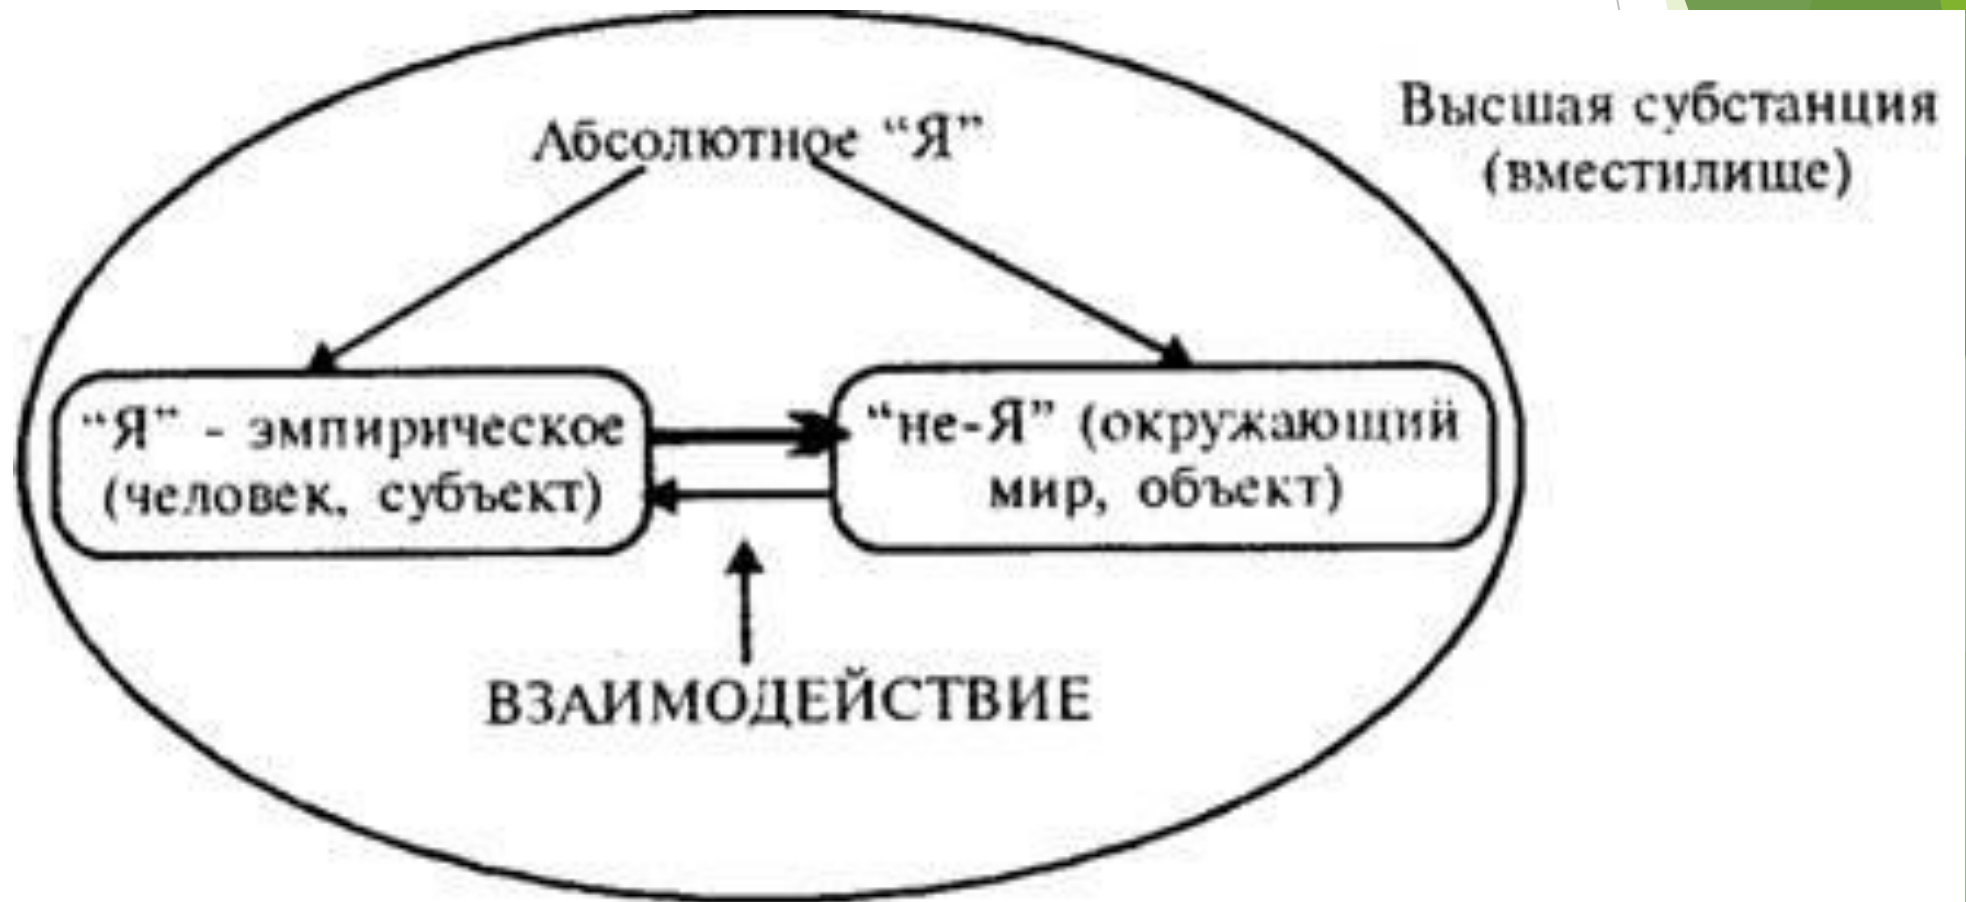 Высшая субстанция
(вместилище)
Абсолютное “Я”
“Я” - эмпирическое
(человек, субъект)
“не-Я” (окружающий
мир, объект)
ВЗАИМОДЕЙСТВИЕ